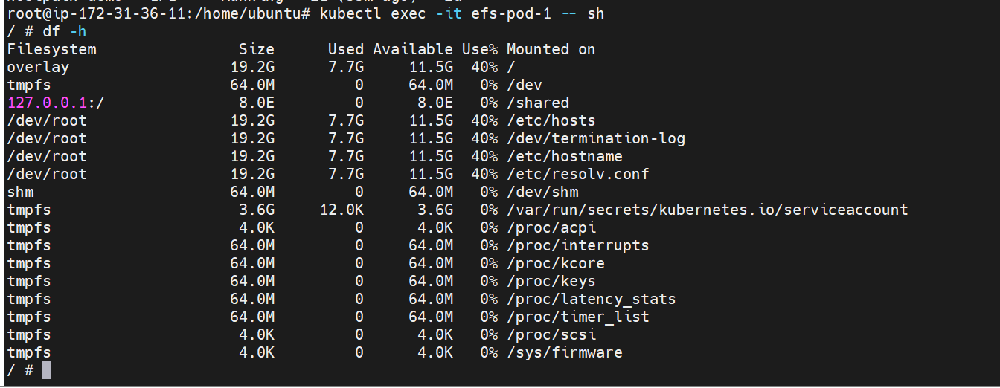 root@ip-172-31-36-11:/home/ubuntu# kubectl exec -it efs-pod-1 -- sh
/ # df -h
Filesystem                Size      Used Available Use% Mounted on
overlay                  19.2G      7.7G     11.5G  40% /
tmpfs                    64.0M         0     64.0M   0% /dev
127.0.0.1:/               8.0E         0      8.0E   0% /shared
/dev/root                19.2G      7.7G     11.5G  40% /etc/hosts
/dev/root                19.2G      7.7G     11.5G  40% /dev/termination-log
/dev/root                19.2G      7.7G     11.5G  40% /etc/hostname
/dev/root                19.2G      7.7G     11.5G  40% /etc/resolv.conf
shm                      64.0M         0     64.0M   0% /dev/shm
tmpfs                     3.6G     12.0K      3.6G   0% /var/run/secrets/kubernetes.io/serviceaccount
tmpfs                     4.0K         0      4.0K   0% /proc/acpi
tmpfs                    64.0M         0     64.0M   0% /proc/interrupts
tmpfs                    64.0M         0     64.0M   0% /proc/kcore
tmpfs                    64.0M         0     64.0M   0% /proc/keys
tmpfs                    64.0M         0     64.0M   0% /proc/latency_stats
tmpfs                    64.0M         0     64.0M   0% /proc/timer_list
tmpfs                     4.0K         0      4.0K   0% /proc/scsi
tmpfs                     4.0K         0      4.0K   0% /sys/firmware
/ #